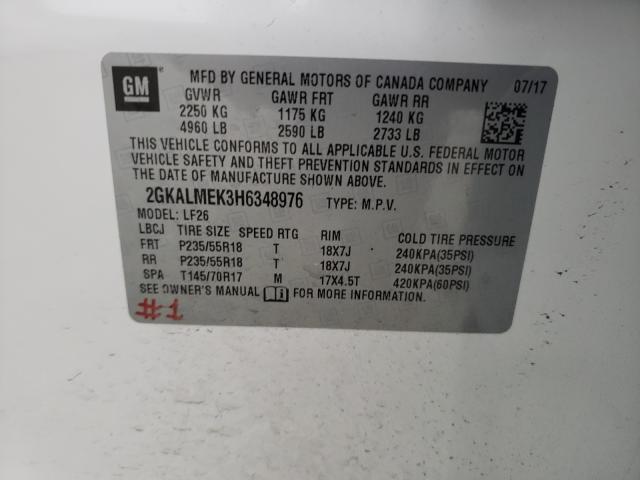 GM
MFD BY GENERAL MOTORS OF CANADA COMPANY 07/17
GVWR GAWR FRT GAWR RR
2250 KG 1175 KG 1240 KG
4960 LB 2590 LB 2733 LB
THIS VEHICLE CONFORMS TO ALL APPLICABLE U.S. FEDERAL MOTOR
VEHICLE SAFETY AND THEFT PREVENTION STANDARDS IN EFFECT ON
THE DATE OF MANUFACTURE SHOWN ABOVE.
2GKALMEK3H6348976 TYPE: M.P.V.
MODEL: LF26
LBCJ TIRE SIZE SPEED RTG RIM COLD TIRE PRESSURE
FRT P235/55R18 T 18X7J 240KPA(35PSI)
RR P235/55R18 T 18X7J 240KPA(35PSI)
SPA T145/70R17 M 17X4.5T 420KPA(60PSI)
SEE OWNER'S MANUAL FOR MORE INFORMATION.
#1